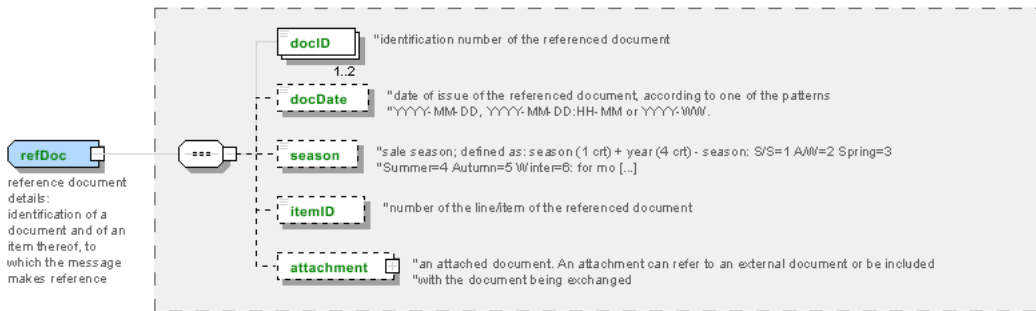 docID
"identification number of the referenced document
1..2
docDate
"date of issue of the referenced document, according to one of the patterns
"YYYY-MM-DD, YYYY-MM-DD:HH-MM or YYYY-WW.
refDoc
reference document
details:
identification of a
document and of an
item thereof, to
which the message
makes reference
season
"sale season; defined as: season (1 crt) + year (4 crt) - season: S/S=1 A/W=2 Spring=3
"Summer=4 Autumn=5 Winter=6: for mo [...]
itemID
"number of the line/item of the referenced document
attachment
"an attached document. An attachment can refer to an external document or be included
"with the document being exchanged